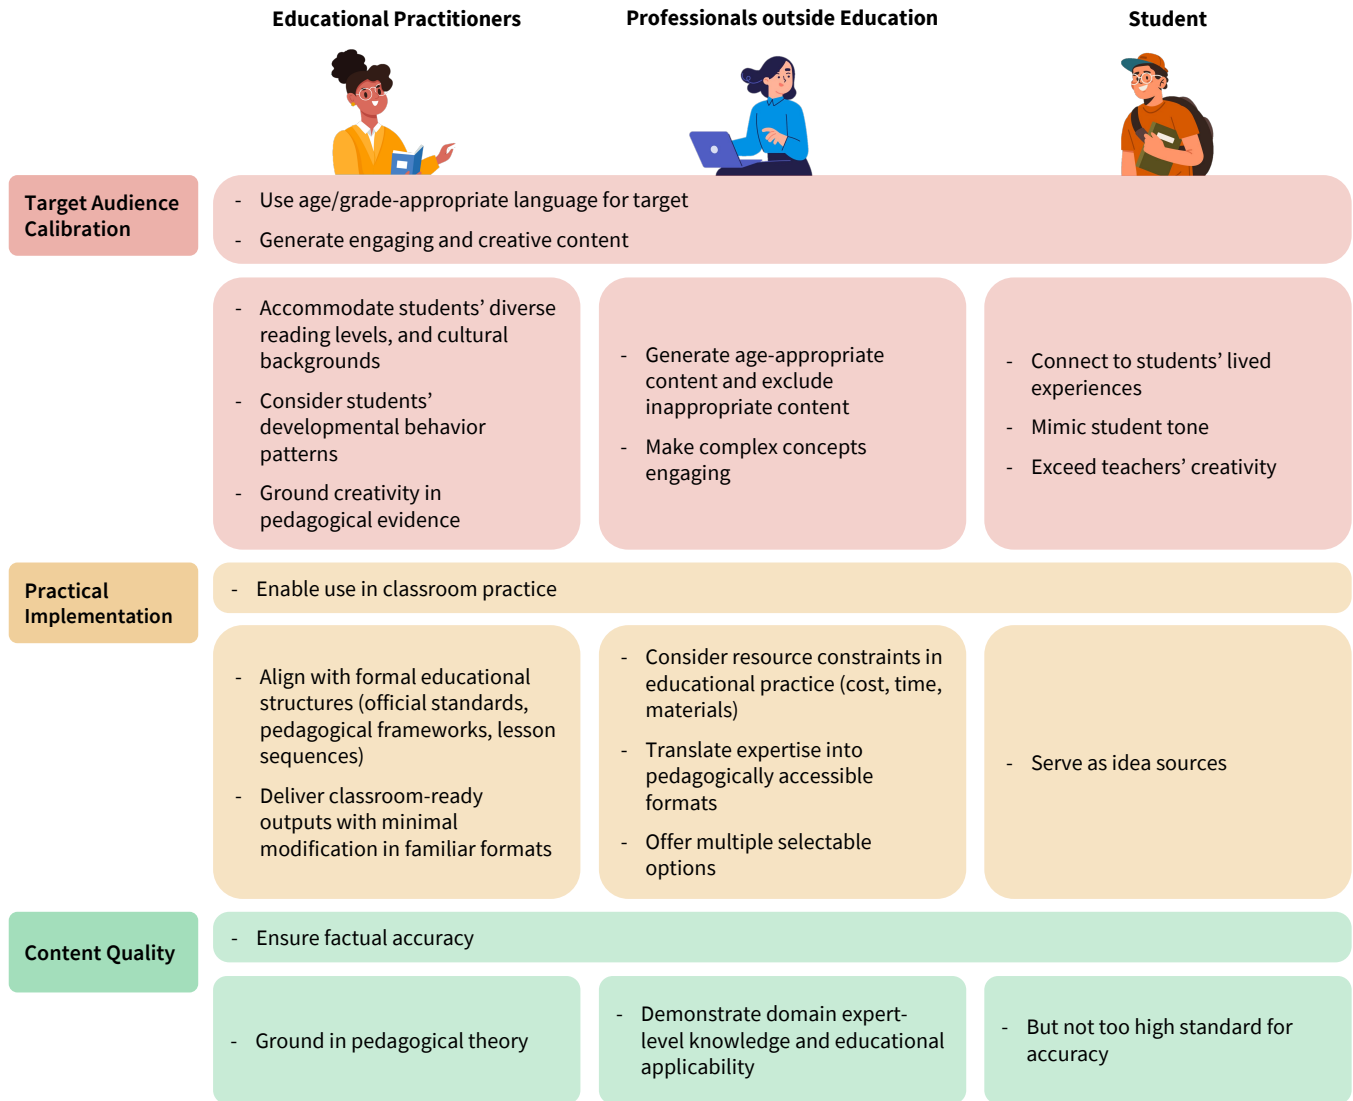 Educational Practitioners
Professionals outside Education
Student
Target Audience
Calibration
- Use age/grade-appropriate language for target
- Generate engaging and creative content
- Accommodate students’ diverse
reading levels, and cultural
backgrounds
- Consider students’
developmental behavior
patterns
- Ground creativity in
pedagogical evidence
- Generate age-appropriate
content and exclude
inappropriate content
- Make complex concepts
engaging
- Connect to students’ lived
experiences
- Mimic student tone
- Exceed teachers’ creativity
Practical
Implementation
- Enable use in classroom practice
- Align with formal educational
structures (official standards,
pedagogical frameworks, lesson
sequences)
- Deliver classroom-ready
outputs with minimal
modification in familiar formats
- Consider resource constraints in
educational practice (cost, time,
materials)
- Translate expertise into
pedagogically accessible
formats
- Offer multiple selectable
options
- Serve as idea sources
Content Quality
- Ensure factual accuracy
- Ground in pedagogical theory
- Demonstrate domain expert-
level knowledge and educational
applicability
- But not too high standard for
accuracy